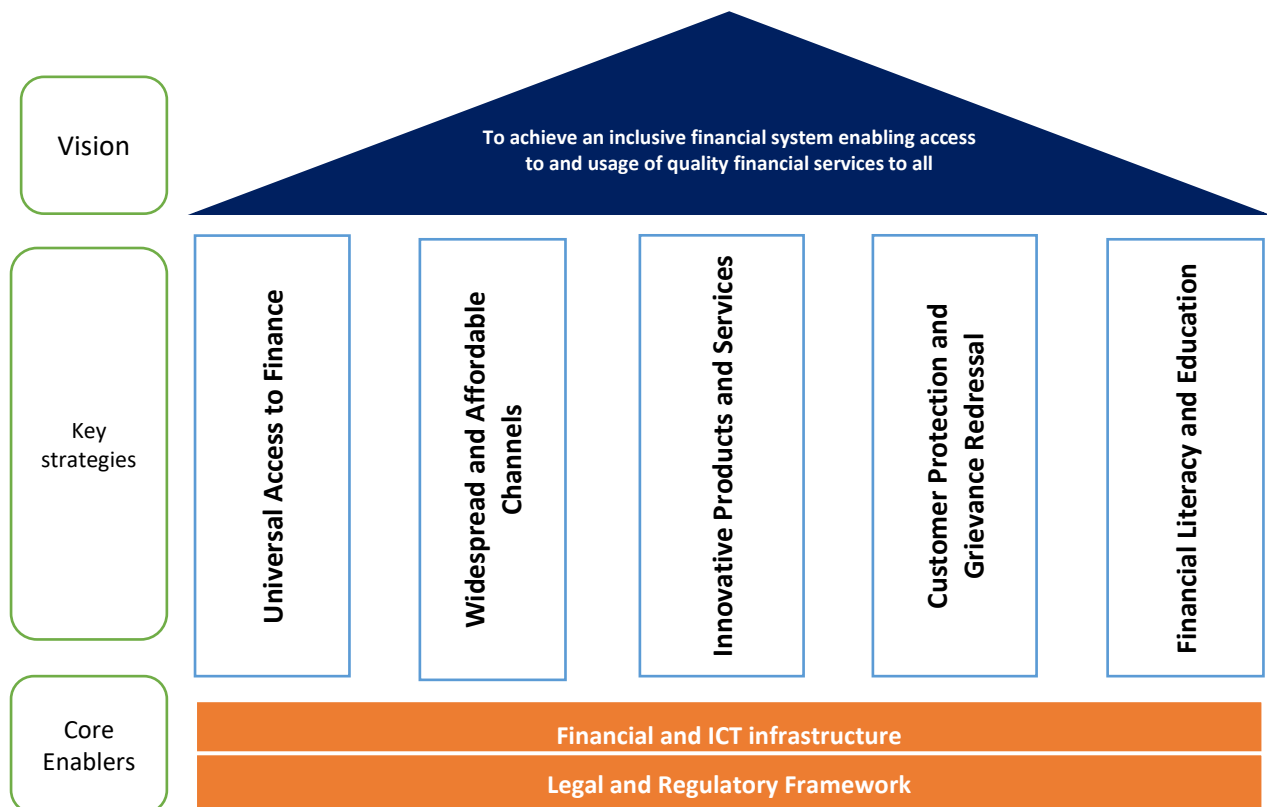 Vision
To achieve an inclusive financial system enabling access
to and usage of quality financial services to all
Key
strategies
Universal Access to Finance
Widespread and Affordable
Channels
Innovative Products and Services
Customer Protection and
Grievance Redressal
Financial Literacy and Education
Core
Enablers
Financial and ICT infrastructure
Legal and Regulatory Framework